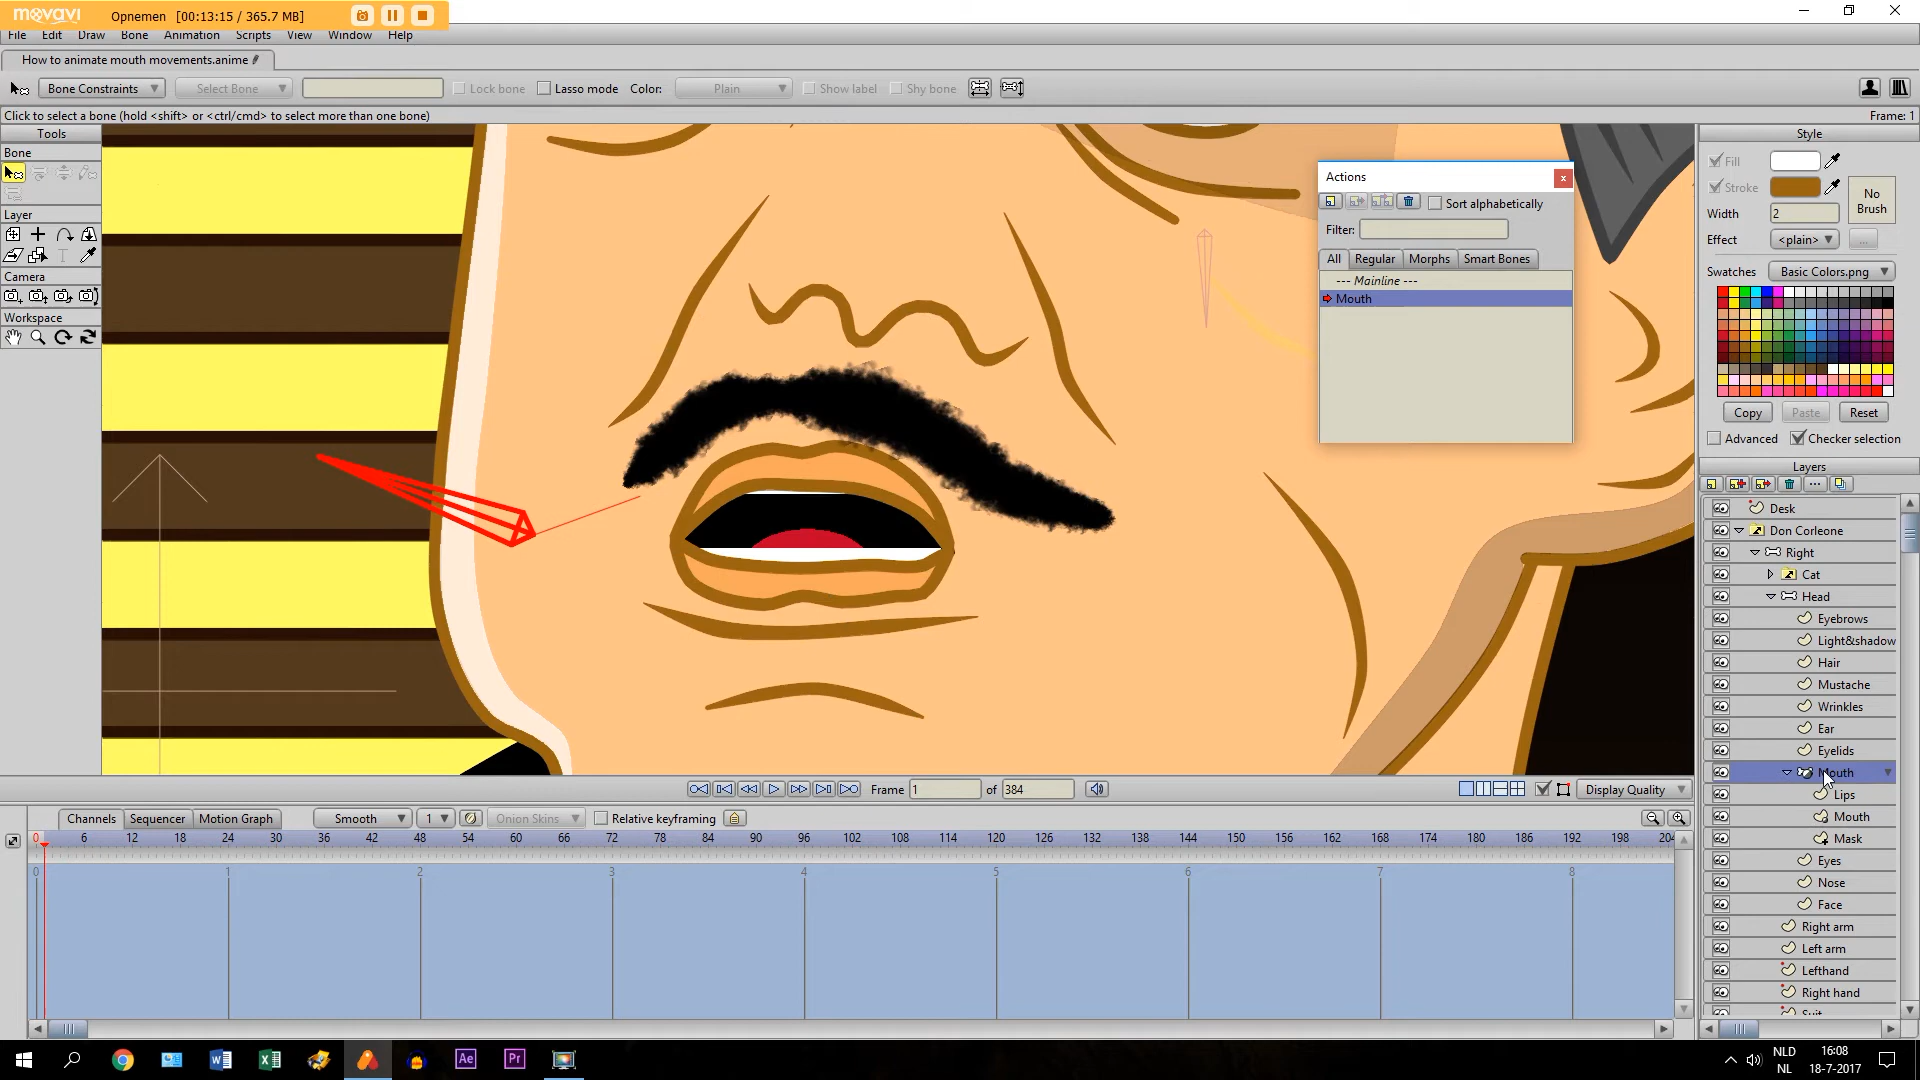 movavi
Opnemen [00:13:15 / 365.7 MB]
File Edit Draw Bone Animation Scripts View Window Help
How to animate mouth movements.anime
Bone Constraints Select Bone Lock bone Lasso mode Color: Plain Show label Shy bone
Click to select a bone (hold <shift> or <ctrl/cmd> to select more than one bone) Frame: 1
Tools
Bone
Layer
Camera
Workspace
Actions
Sort alphabetically
Filter:
All Regular Morphs Smart Bones
--- Mainline ---
Mouth
Style
Fill
Stroke
No Brush
Width 2
Effect <plain> ...
Swatches Basic Colors.png
Copy Paste Reset
Advanced Checker selection
Layers
Desk
Don Corleone
Right
Cat
Head
Eyebrows
Light&shadow
Hair
Mustache
Wrinkles
Ear
Eyelids
Mouth
Lips
Mouth
Mask
Eyes
Nose
Face
Right arm
Left arm
Lefthand
Right hand
Suit
Frame 1 of 384 Display Quality
Channels Sequencer Motion Graph Smooth 1 Onion Skins Relative keyframing
0 6 12 18 24 30 36 42 48 54 60 66 72 78 84 90 96 102 108 114 120 126 132 138 144 150 156 162 168 174 180 186 192 198 204
0 1 2 3 4 5 6 7 8
Ae Pr
NLD
NL
16:08
18-7-2017